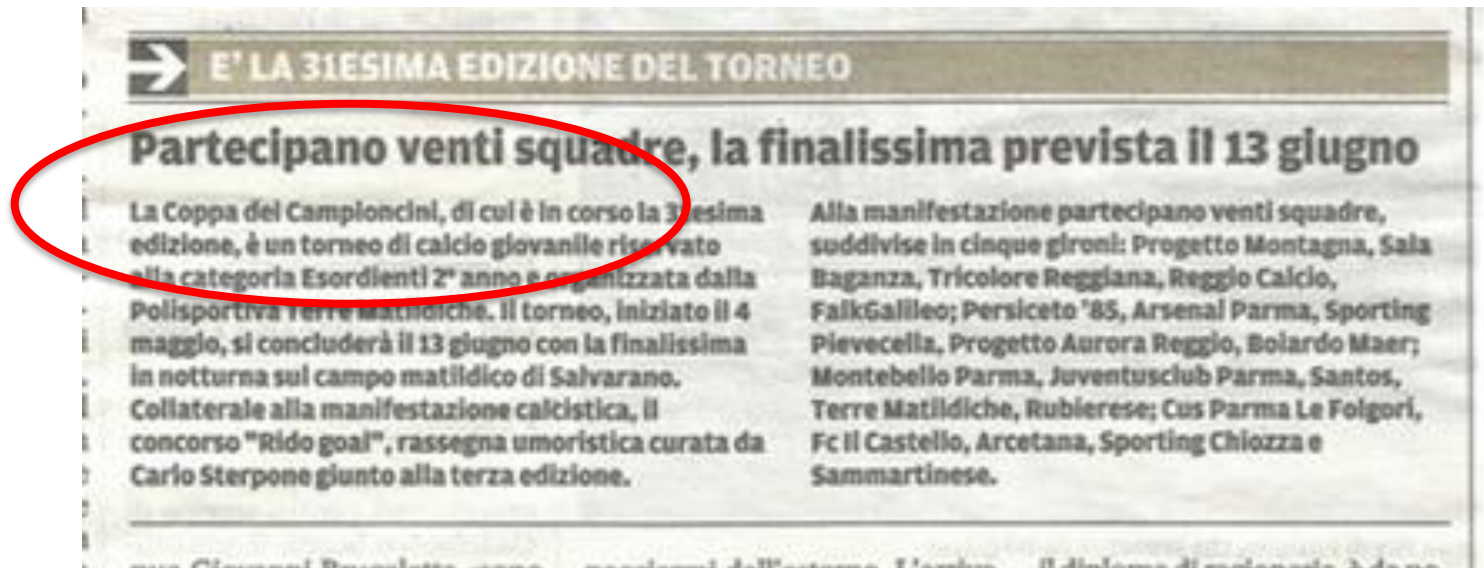 E' LA 31ESIMA EDIZIONE DEL TORNEO
Partecipano venti squadre, la finalissima prevista il 13 giugno
La Coppa dei Campioncini, di cui è in corso la 31esima
edizione, è un torneo di calcio giovanile riservato
alla categoria Esordienti 2° anno e organizzata dalla
Polisportiva Terre Matildiche. Il torneo, iniziato il 4
maggio, si concluderà il 13 giugno con la finalissima
in notturna sul campo matildico di Salvarano.
Collaterale alla manifestazione calcistica, il
concorso "Rido goal", rassegna umoristica curata da
Carlo Sterpone giunto alla terza edizione.
Alla manifestazione partecipano venti squadre,
suddivise in cinque gironi: Progetto Montagna, Sala
Baganza, Tricolore Reggiana, Reggio Calcio,
FalkGalileo; Persiceto '85, Arsenal Parma, Sporting
Pievecella, Progetto Aurora Reggio, Boiardo Maer;
Montebello Parma, Juventusclub Parma, Santos,
Terre Matildiche, Rubierese; Cus Parma Le Folgori,
Fc Il Castello, Arcetana, Sporting Chiozza e
Sammartinese.